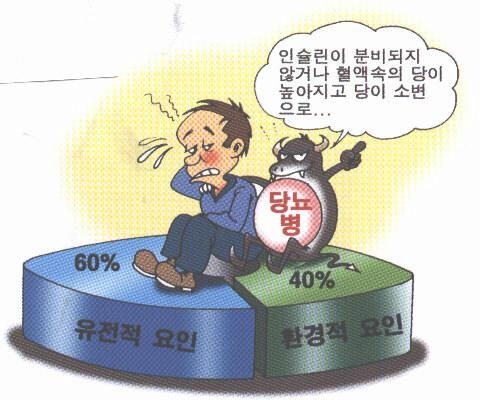 인슐린이 분비되지
않거나 혈액속의 당이
높아지고 당이 소변
으로...
당뇨
병
60%
40%
유전적 요인
환경적 요인